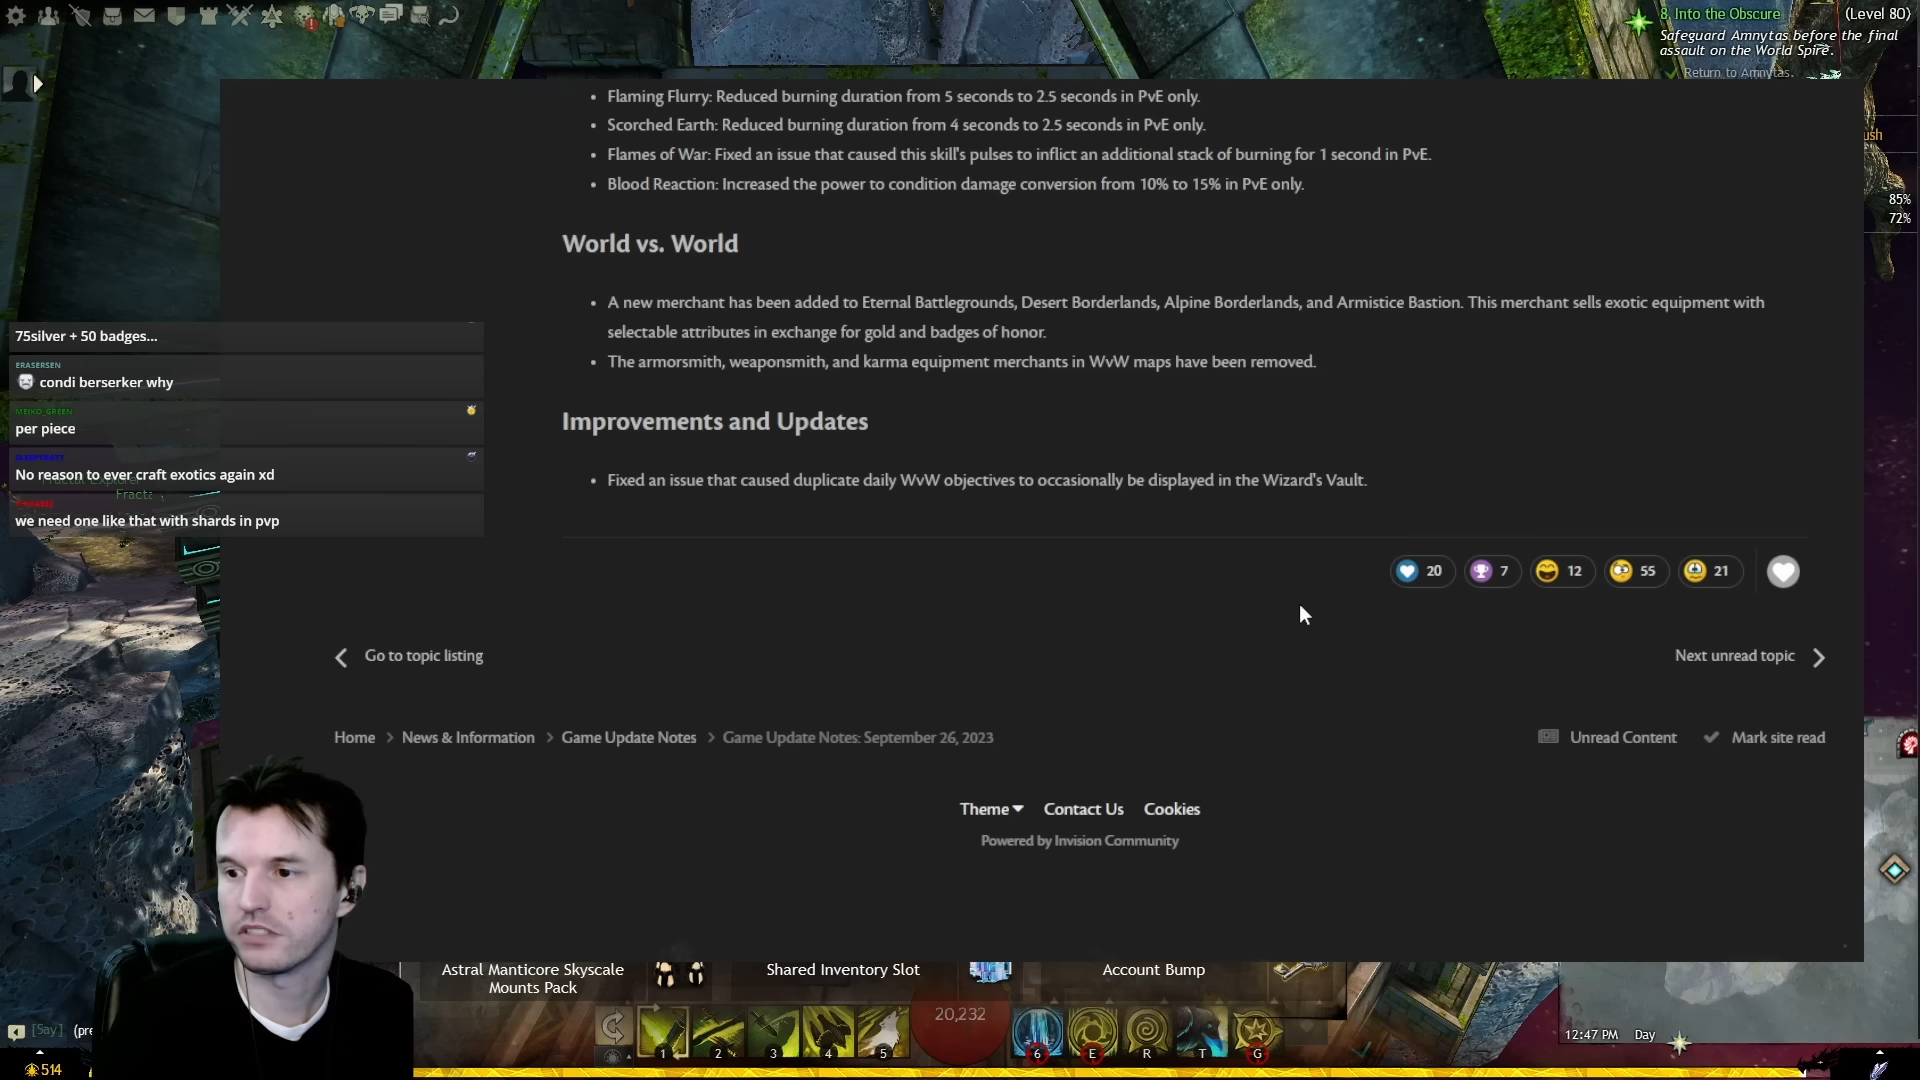 8. Into the Obscure
(Level 80)
Safeguard Amnytas before the final
assault on the World Spire.
Return to Amnytas.
85%
72%
Flaming Flurry: Reduced burning duration from 5 seconds to 2.5 seconds in PvE only.
Scorched Earth: Reduced burning duration from 4 seconds to 2.5 seconds in PvE only.
Flames of War: Fixed an issue that caused this skill's pulses to inflict an additional stack of burning for 1 second in PvE.
Blood Reaction: Increased the power to condition damage conversion from 10% to 15% in PvE only.
World vs. World
A new merchant has been added to Eternal Battlegrounds, Desert Borderlands, Alpine Borderlands, and Armistice Bastion. This merchant sells exotic equipment with
selectable attributes in exchange for gold and badges of honor.
The armorsmith, weaponsmith, and karma equipment merchants in WvW maps have been removed.
Improvements and Updates
Fixed an issue that caused duplicate daily WvW objectives to occasionally be displayed in the Wizard's Vault.
75silver + 50 badges...
ERASERSEN
condi berserker why
MEIKO_GREEN
per piece
No reason to ever craft exotics again xd
we need one like that with shards in pvp
20
7
12
55
21
Go to topic listing
Next unread topic
Home
News & Information
Game Update Notes
Game Update Notes: September 26, 2023
Unread Content
Mark site read
Theme
Contact Us
Cookies
Powered by Invision Community
Astral Manticore Skyscale
Mounts Pack
Shared Inventory Slot
Account Bump
20,232
1
2
3
4
5
6
E
R
T
G
12:47 PM
Day
[Say]
514